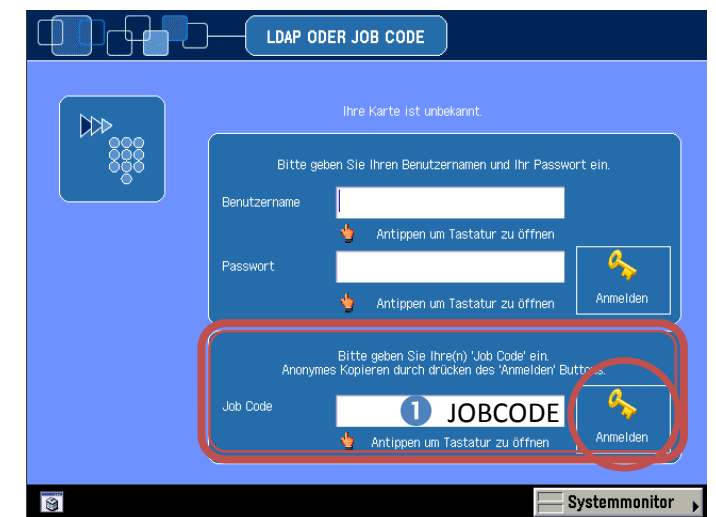 LDAP ODER JOB CODE
Ihre Karte ist unbekannt.
Bitte geben Sie Ihren Benutzernamen und Ihr Passwort ein.
Benutzername
Antippen um Tastatur zu öffnen
Passwort
Antippen um Tastatur zu öffnen
Anmelden
Bitte geben Sie Ihre(n) 'Job Code' ein.
Anonymes Kopieren durch drücken des 'Anmelden' Buttons.
Job Code
1 JOBCODE
Antippen um Tastatur zu öffnen
Anmelden
Systemmonitor